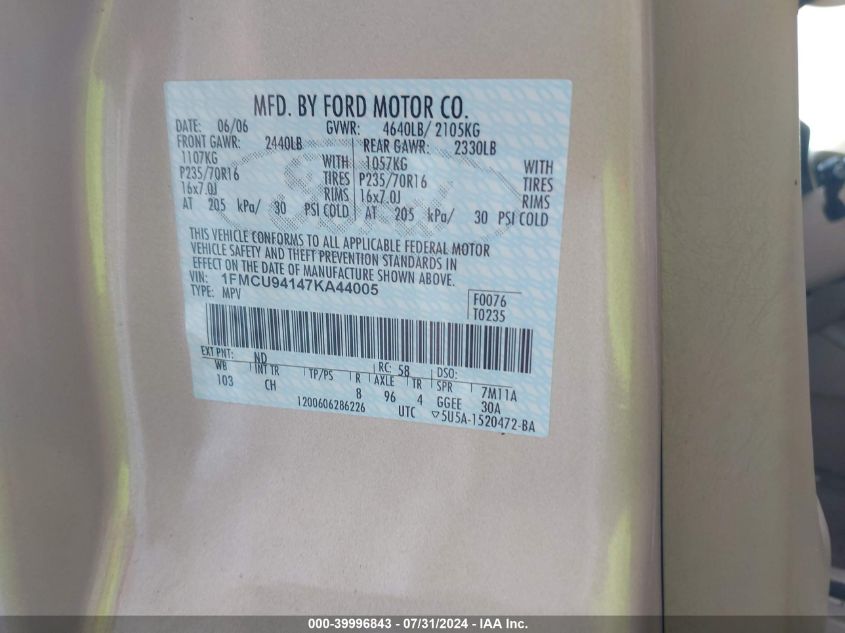 MFD. BY FORD MOTOR CO.
DATE: 06/06 GVWR: 4640LB/ 2105KG
FRONT GAWR: 2440LB REAR GAWR: 2330LB
1107KG WITH 1057KG WITH
P235/70R16 TIRES P235/70R16 TIRES
16x7.0J RIMS 16x7.0J RIMS
AT 205 kPa/ 30 PSI COLD AT 205 kPa/ 30 PSI COLD
THIS VEHICLE CONFORMS TO ALL APPLICABLE FEDERAL MOTOR
VEHICLE SAFETY AND THEFT PREVENTION STANDARDS IN
EFFECT ON THE DATE OF MANUFACTURE SHOWN ABOVE.
VIN: 1FMCU94147KA44005
TYPE: MPV
F0076
T0235
EXT PNT: ND RC: 58 DSO:
WB INT TR TP/PS R AXLE TR SPR 7M11A
103 CH 8 96 4 GGEE 30A
1200606286226 UTC ▽5U5A-1520472-BA
000-39996843 - 07/31/2024 - IAA Inc.